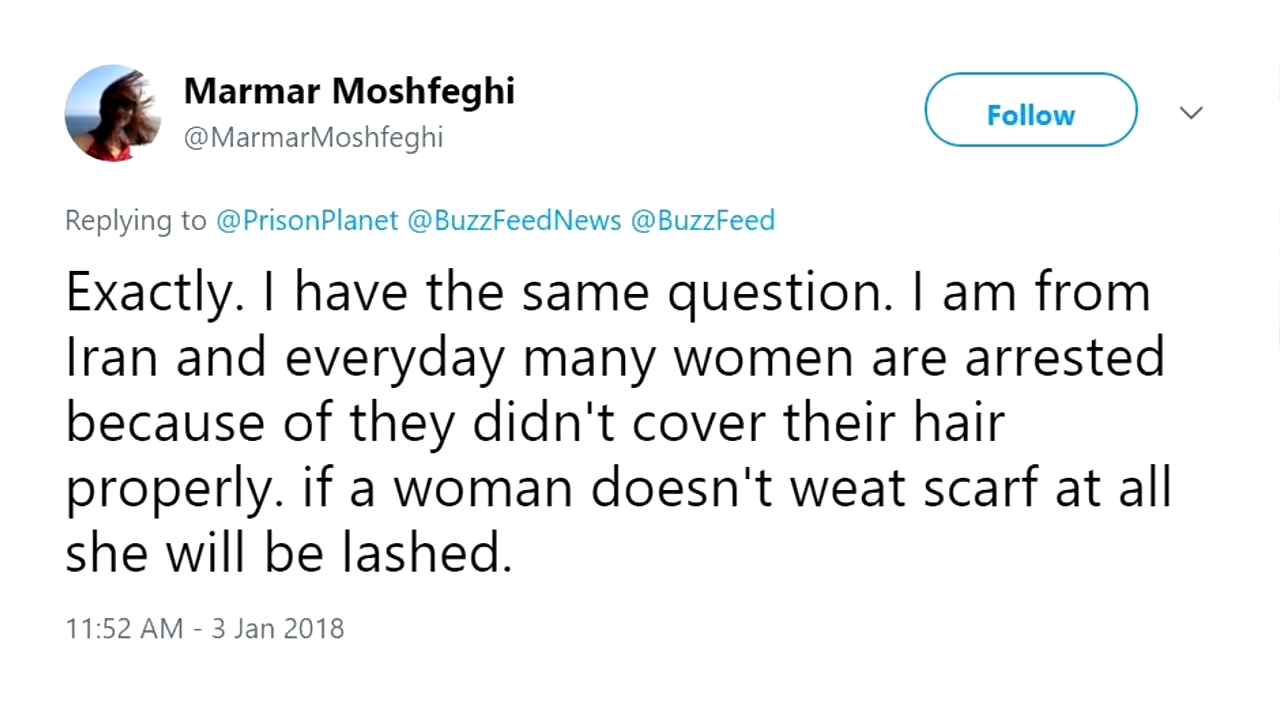 Marmar Moshfeghi
@MarmarMoshfeghi
Follow
Replying to @PrisonPlanet @BuzzFeedNews @BuzzFeed
Exactly. I have the same question. I am from
Iran and everyday many women are arrested
because of they didn't cover their hair
properly. if a woman doesn't weat scarf at all
she will be lashed.
11:52 AM - 3 Jan 2018